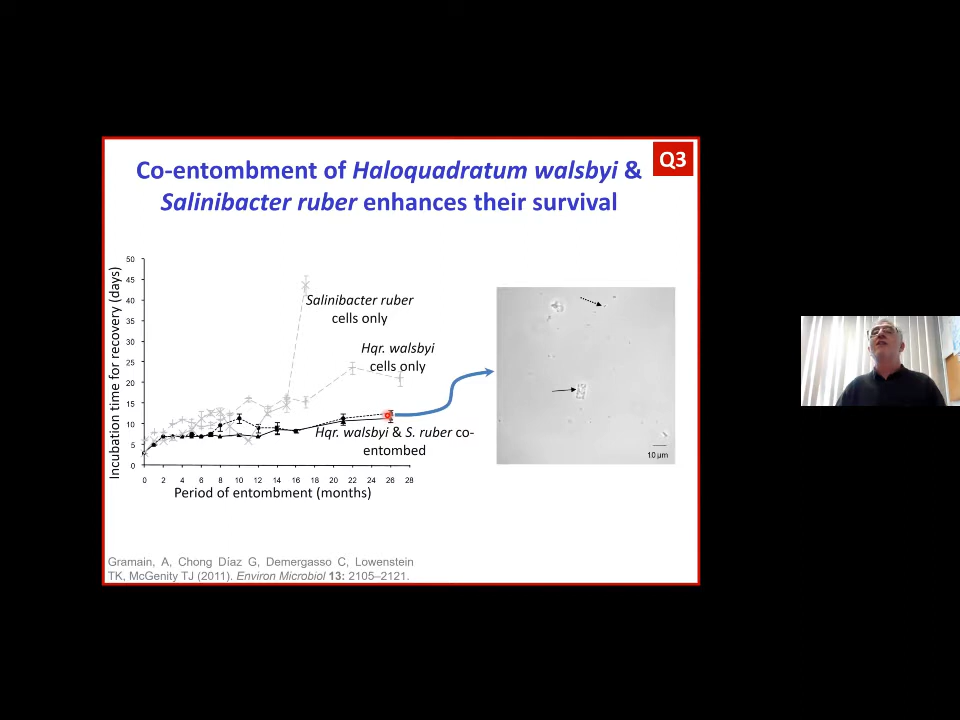 Co-entombment of Haloquadratum walsbyi &
Salinibacter ruber enhances their survival
Q3
Incubation time for recovery (days)
50
45
40
35
30
25
20
15
10
5
0
Salinibacter ruber
cells only
Hqr. walsbyi
cells only
Hqr. walsbyi & S. ruber co-
entombed
0 2 4 6 8 10 12 14 16 18 20 22 24 26 28
Period of entombment (months)
10 µm
Gramain, A, Chong Díaz G, Demergasso C, Lowenstein
TK, McGenity TJ (2011). Environ Microbiol 13: 2105–2121.